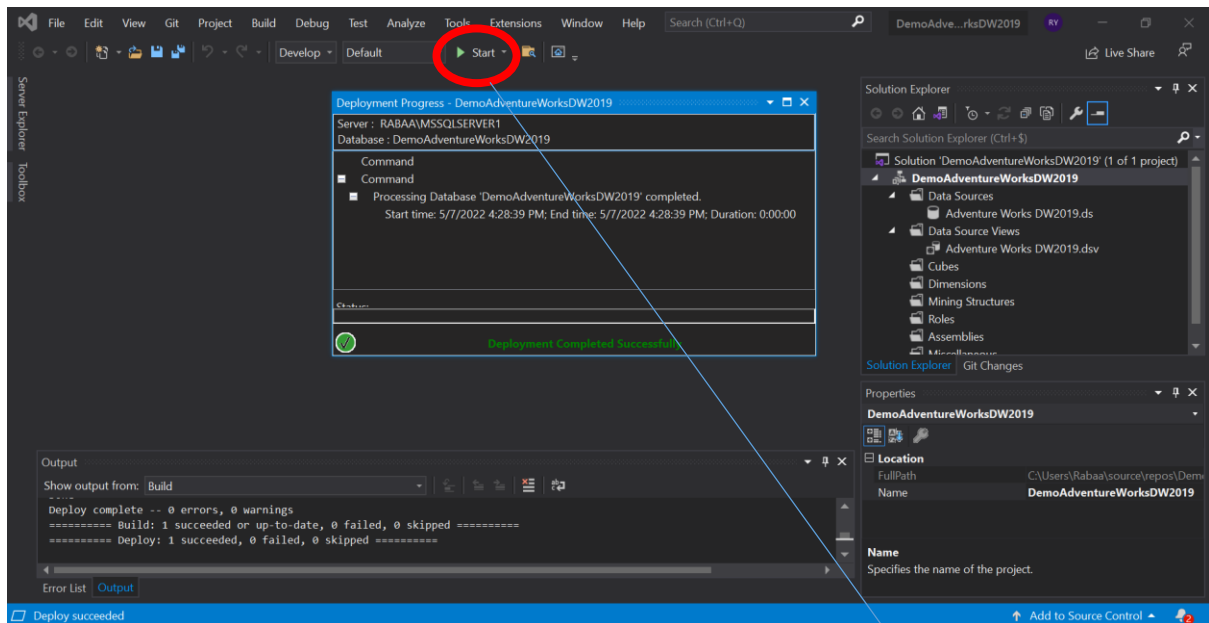 File Edit View Git Project Build Debug Test Analyze Tools Extensions Window Help Search (Ctrl+Q) DemoAdve...rksDW2019 RY
Develop Default Start Live Share
Server Explorer
Toolbox
Deployment Progress - DemoAdventureWorksDW2019
Server : RABAA\MSSQLSERVER1
Database : DemoAdventureWorksDW2019
Command
Command
Processing Database 'DemoAdventureWorksDW2019' completed.
Start time: 5/7/2022 4:28:39 PM; End time: 5/7/2022 4:28:39 PM; Duration: 0:00:00
Status:
Deployment Completed Successfully
Solution Explorer
Search Solution Explorer (Ctrl+$)
Solution 'DemoAdventureWorksDW2019' (1 of 1 project)
DemoAdventureWorksDW2019
Data Sources
Adventure Works DW2019.ds
Data Source Views
Adventure Works DW2019.dsv
Cubes
Dimensions
Mining Structures
Roles
Assemblies
Miscellaneous
Solution Explorer Git Changes
Properties
DemoAdventureWorksDW2019
Location
FullPath C:\Users\Rabaa\source\repos\Dem
Name DemoAdventureWorksDW2019
Name
Specifies the name of the project.
Output
Show output from: Build
Deploy complete -- 0 errors, 0 warnings
========== Build: 1 succeeded or up-to-date, 0 failed, 0 skipped ==========
========== Deploy: 1 succeeded, 0 failed, 0 skipped ==========
Error List Output
Deploy succeeded Add to Source Control 2